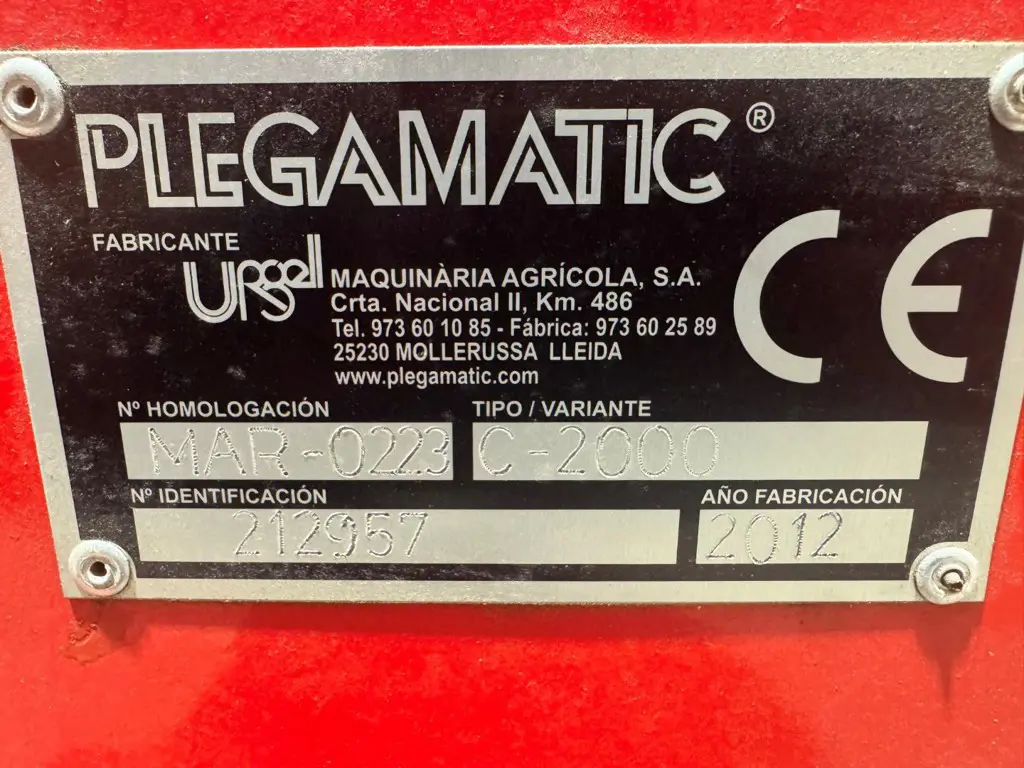 PLEGAMATIC®
FABRICANTE
URgel
MAQUINÀRIA AGRÍCOLA, S.A.
Crta. Nacional II, Km. 486
Tel. 973 60 10 85 - Fábrica: 973 60 25 89
25230 MOLLERUSSA LLEIDA
www.plegamatic.com
CE
Nº HOMOLOGACIÓN TIPO / VARIANTE
MAR-0223 C-2000
Nº IDENTIFICACIÓN AÑO FABRICACIÓN
212957 2012